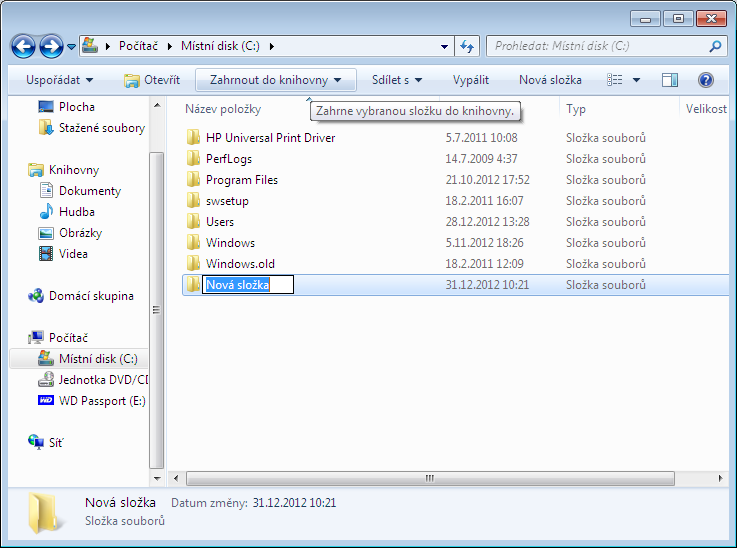 Počítač Místní disk (C:) Prohledat: Místní disk (C:)
Uspořádat Otevřít Zahrnout do knihovny Sdílet s Vypálit Nová složka
Plocha
Stažené soubory
Knihovny
Dokumenty
Hudba
Obrázky
Videa
Domácí skupina
Počítač
Místní disk (C:)
Jednotka DVD/CD
WD WD Passport (E:)
Síť
Název položky Typ Velikost
Zahrne vybranou složku do knihovny.
HP Universal Print Driver 5.7.2011 10:08 Složka souborů
PerfLogs 14.7.2009 4:37 Složka souborů
Program Files 21.10.2012 17:52 Složka souborů
swsetup 18.2.2011 16:07 Složka souborů
Users 28.12.2012 13:28 Složka souborů
Windows 5.11.2012 18:26 Složka souborů
Windows.old 18.2.2011 12:09 Složka souborů
Nová složka 31.12.2012 10:21 Složka souborů
Nová složka Datum změny: 31.12.2012 10:21
Složka souborů